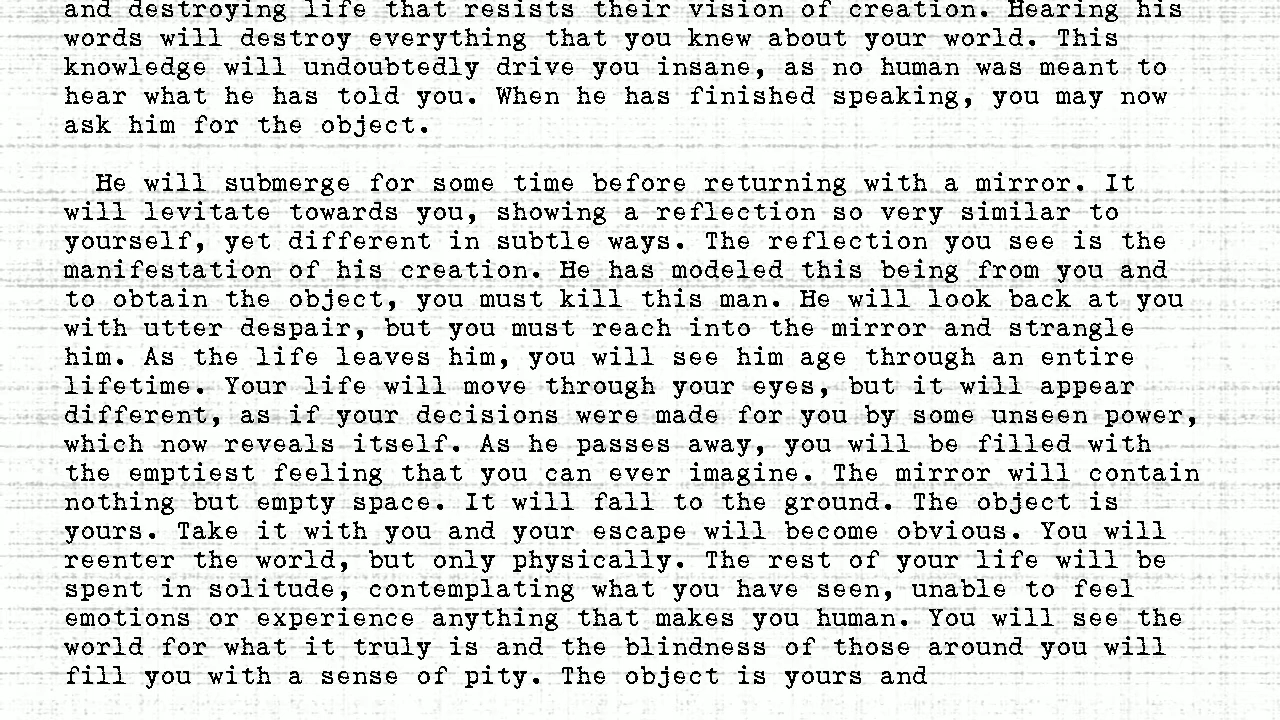 and destroying life that resists their vision of creation. Hearing his
words will destroy everything that you knew about your world. This
knowledge will undoubtedly drive you insane, as no human was meant to
hear what he has told you. When he has finished speaking, you may now
ask him for the object.
He will submerge for some time before returning with a mirror. It
will levitate towards you, showing a reflection so very similar to
yourself, yet different in subtle ways. The reflection you see is the
manifestation of his creation. He has modeled this being from you and
to obtain the object, you must kill this man. He will look back at you
with utter despair, but you must reach into the mirror and strangle
him. As the life leaves him, you will see him age through an entire
lifetime. Your life will move through your eyes, but it will appear
different, as if your decisions were made for you by some unseen power,
which now reveals itself. As he passes away, you will be filled with
the emptiest feeling that you can ever imagine. The mirror will contain
nothing but empty space. It will fall to the ground. The object is
yours. Take it with you and your escape will become obvious. You will
reenter the world, but only physically. The rest of your life will be
spent in solitude, contemplating what you have seen, unable to feel
emotions or experience anything that makes you human. You will see the
world for what it truly is and the blindness of those around you will
fill you with a sense of pity. The object is yours and